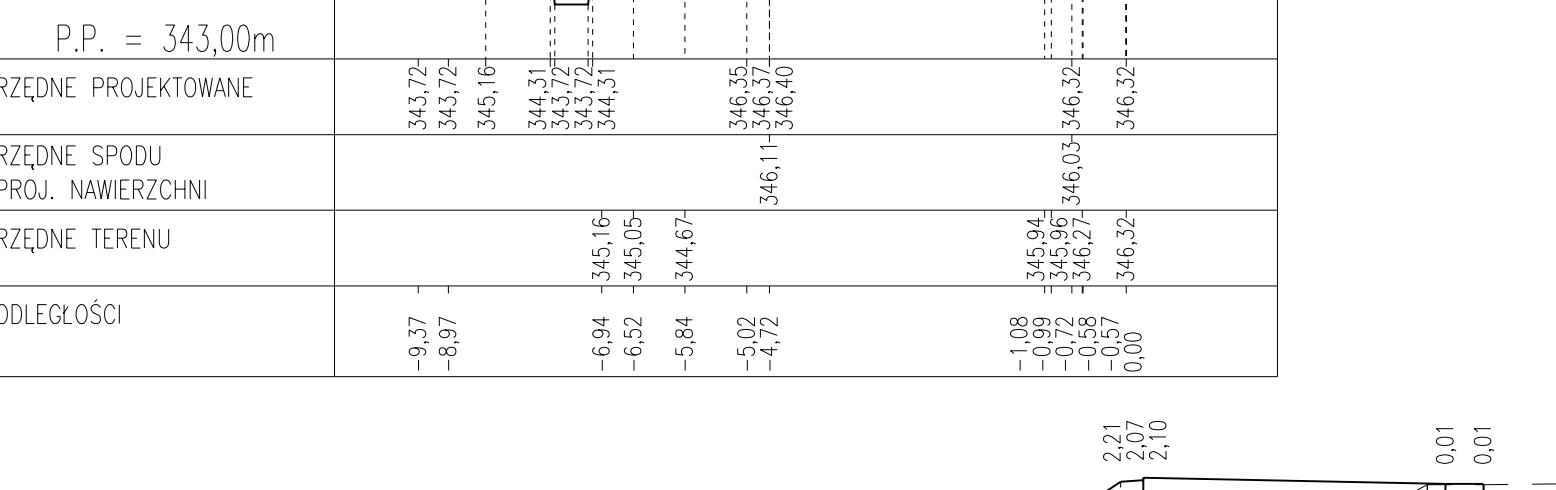 P.P. = 343,00m
RZĘDNE PROJEKTOWANE
343,72 343,72 345,16 344,31 343,72 343,72 344,31 346,35 346,37 346,40 346,32 346,32
RZĘDNE SPODU
PROJ. NAWIERZCHNI
346,11 346,03
RZĘDNE TERENU
345,16 345,05 344,67 345,94 345,96 346,27 346,32
ODLEGŁOŚCI
-9,37 -8,97 -6,94 -6,52 -5,84 -5,02 -4,72 -1,08 -0,99 -0,72 -0,58 -0,57 0,00
2,21 2,07 2,10 0,01 0,01